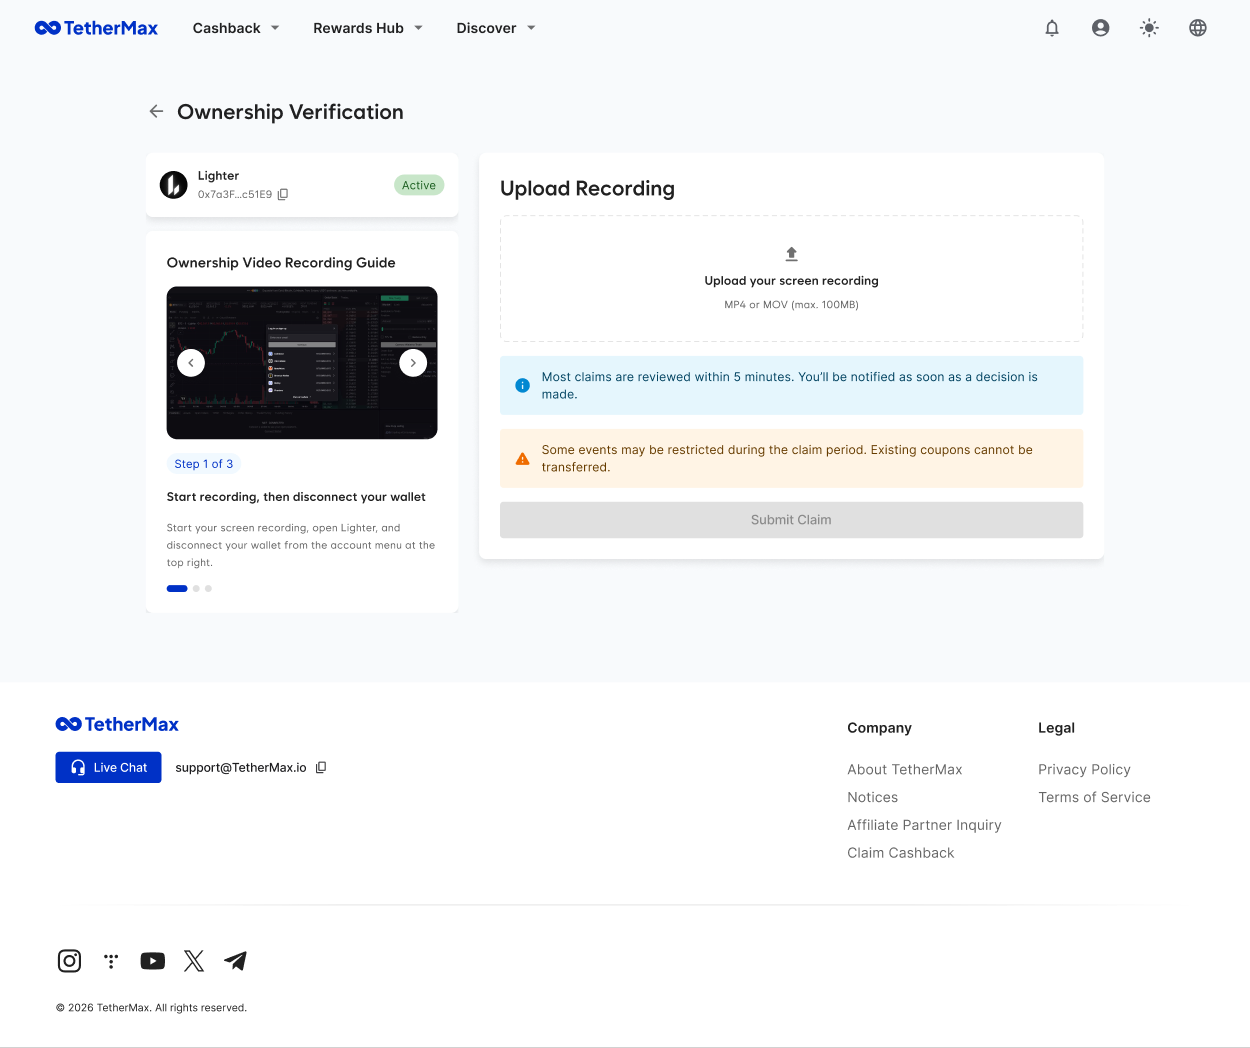 TetherMax
Cashback
Rewards Hub
Discover
Ownership Verification
Lighter
0x7a3F...c51E9
Active
Ownership Video Recording Guide
Step 1 of 3
Start recording, then disconnect your wallet
Start your screen recording, open Lighter, and
disconnect your wallet from the account menu at the
top right.
Upload Recording
Upload your screen recording
MP4 or MOV (max. 100MB)
Most claims are reviewed within 5 minutes. You’ll be notified as soon as a decision is
made.
Some events may be restricted during the claim period. Existing coupons cannot be
transferred.
Submit Claim
TetherMax
Live Chat
support@TetherMax.io
Company
About TetherMax
Notices
Affiliate Partner Inquiry
Claim Cashback
Legal
Privacy Policy
Terms of Service
© 2026 TetherMax. All rights reserved.